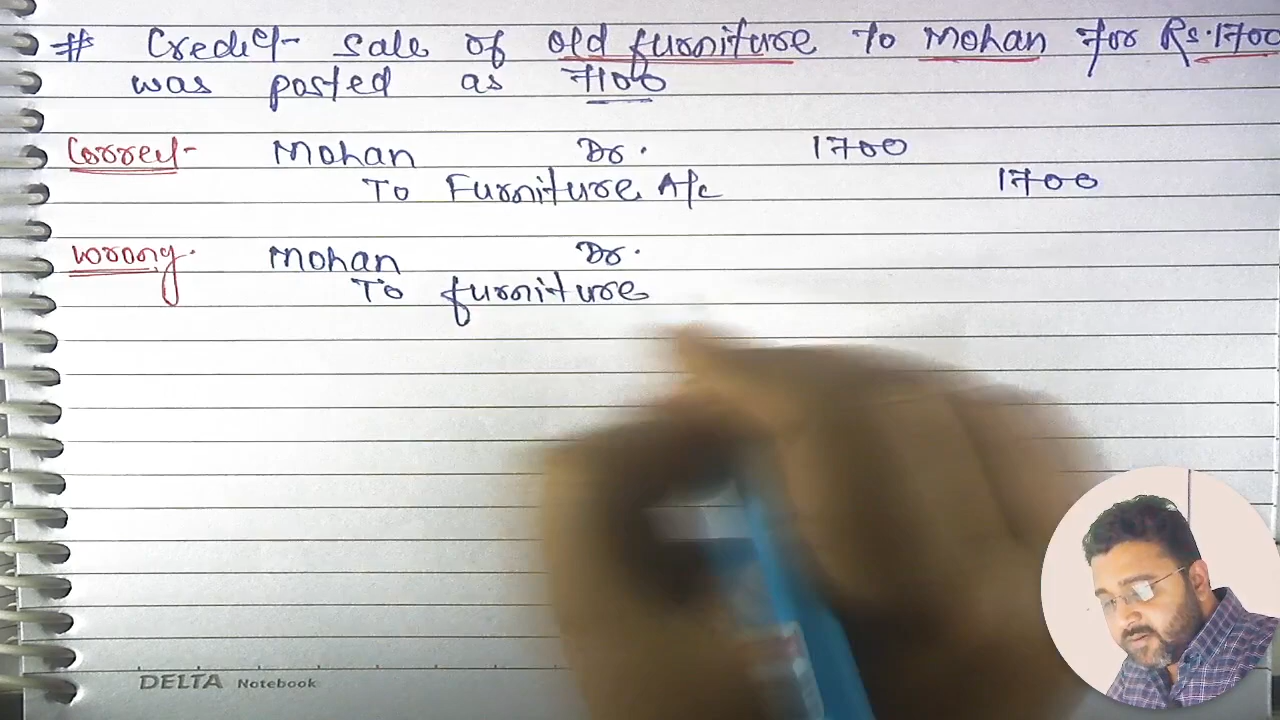 # Credit sale of old furniture to Mohan for Rs. 1700
was posted as 7100
Correct Mohan Dr. 1700
To Furniture A/c 1700
Wrong. Mohan Dr.
To furniture
DELTA Notebook